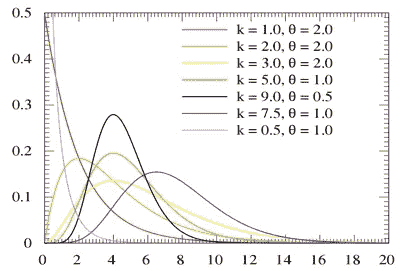 0.5
k = 1.0, θ = 2.0
k = 2.0, θ = 2.0
0.4
k = 3.0, θ = 2.0
k = 5.0, θ = 1.0
k = 9.0, θ = 0.5
0.3
k = 7.5, θ = 1.0
k = 0.5, θ = 1.0
0.2
0.1
0
0 2 4 6 8 10 12 14 16 18 20